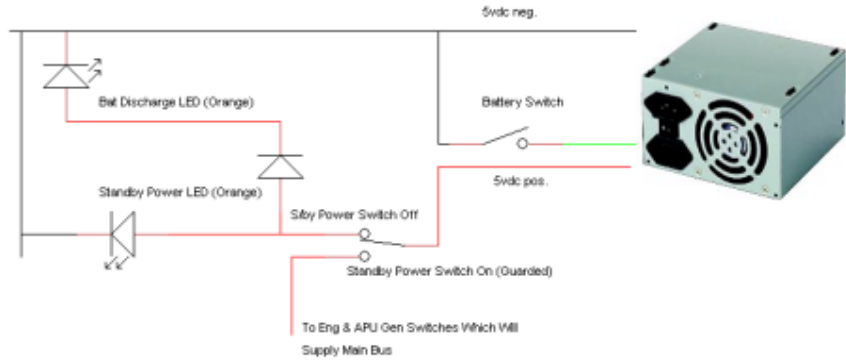 5vdc neg.
Bat Discharge LED (Orange)
Battery Switch
5vdc pos.
Standby Power LED (Orange)
S/by Power Switch Off
Standby Power Switch On (Guarded)
To Eng & APU Gen Switches Which Will
Supply Main Bus